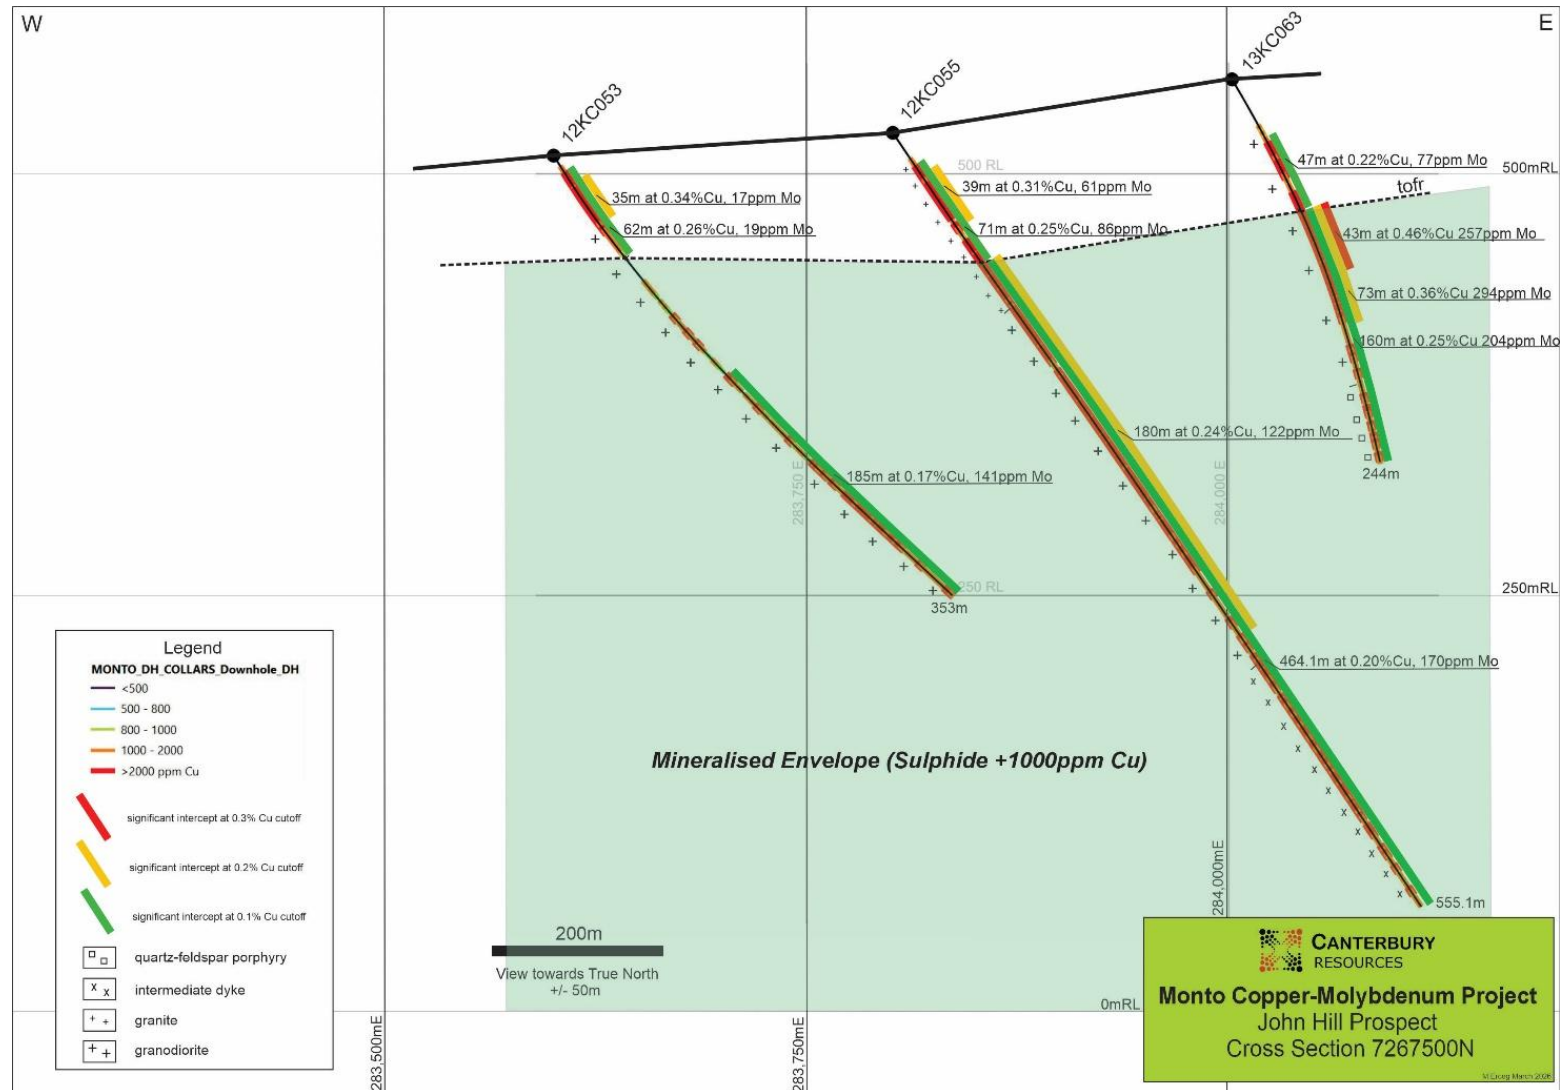 W
E
12KC053
12KC055
13KC063
500 RL
500mRL
47m at 0.22%Cu, 77ppm Mo
tofr
35m at 0.34%Cu, 17ppm Mo
39m at 0.31%Cu, 61ppm Mo
62m at 0.26%Cu, 19ppm Mo
71m at 0.25%Cu, 86ppm Mo
43m at 0.46%Cu 257ppm Mo
73m at 0.36%Cu 294ppm Mo
160m at 0.25%Cu 204ppm Mo
180m at 0.24%Cu, 122ppm Mo
244m
185m at 0.17%Cu, 141ppm Mo
283,750 E
284,000 E
250 RL
250mRL
353m
464.1m at 0.20%Cu, 170ppm Mo
Mineralised Envelope (Sulphide +1000ppm Cu)
555.1m
Legend
MONTO_DH_COLLARS_Downhole_DH
<500
500 - 800
800 - 1000
1000 - 2000
>2000 ppm Cu
significant intercept at 0.3% Cu cutoff
significant intercept at 0.2% Cu cutoff
significant intercept at 0.1% Cu cutoff
quartz-feldspar porphyry
intermediate dyke
granite
granodiorite
200m
View towards True North
+/- 50m
0mRL
283,500mE
283,750mE
284,000mE
CANTERBURY
RESOURCES
Monto Copper-Molybdenum Project
John Hill Prospect
Cross Section 7267500N